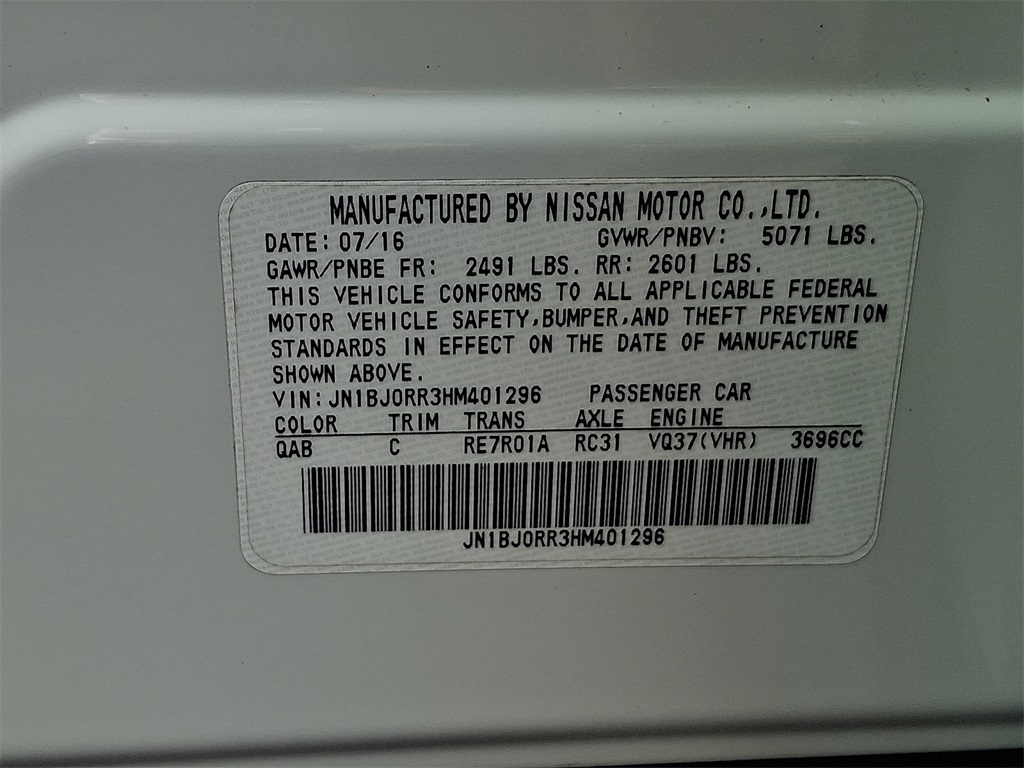 MANUFACTURED BY NISSAN MOTOR CO.,LTD.
DATE: 07/16 GVWR/PNBV: 5071 LBS.
GAWR/PNBE FR: 2491 LBS. RR: 2601 LBS.
THIS VEHICLE CONFORMS TO ALL APPLICABLE FEDERAL
MOTOR VEHICLE SAFETY,BUMPER,AND THEFT PREVENTION
STANDARDS IN EFFECT ON THE DATE OF MANUFACTURE
SHOWN ABOVE.
VIN:JN1BJ0RR3HM401296 PASSENGER CAR
COLOR TRIM TRANS AXLE ENGINE
QAB C RE7R01A RC31 VQ37(VHR) 3696CC
JN1BJ0RR3HM401296